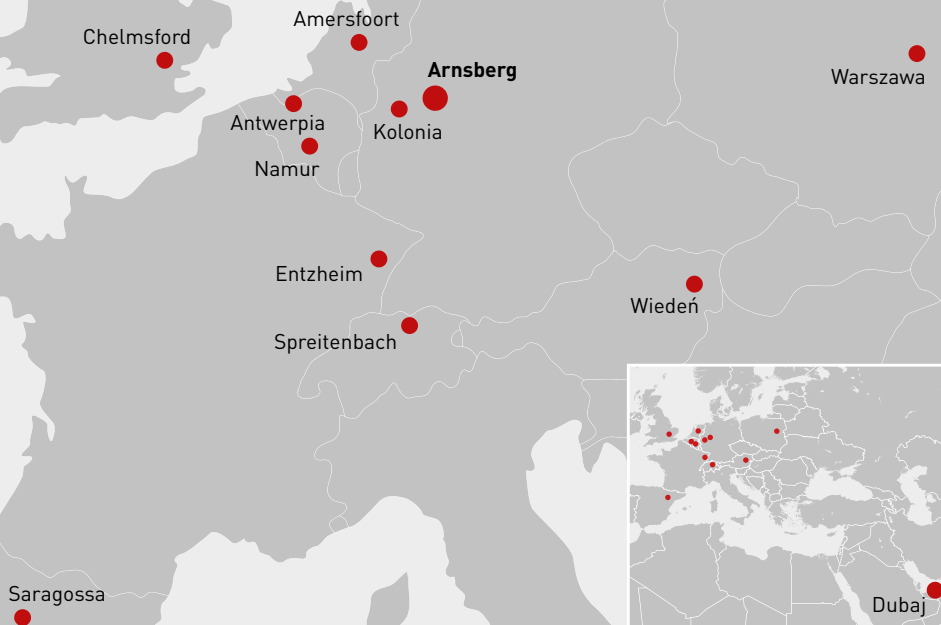 Amersfoort
Chelmsford
Arnsberg
Warszawa
Antwerpia
Kolonia
Namur
Entzheim
Wiedeń
Spreitenbach
Saragossa
Dubaj